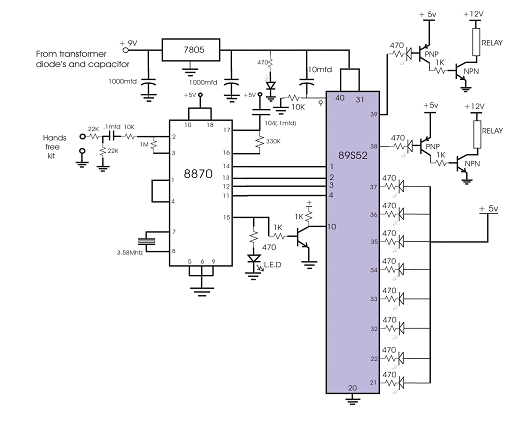 + 9V
7805
From transformer
diode's and capacitor
1000mfd
1000mfd
470
10mfd
10K
9
40
31
+5V
+5V
10
18
17
104(.1mfd)
330K
16
Hands
free
kit
22K
.1mfd
10K
22K
1M
2
3
8870
1
4
14
13
12
11
1
2
3
4
15
7
8
3.58Mhtz
5
6
9
470
L.E.D
1K
1K
+
10
89S52
20
39
470
+ 5v
PNP
1K
+12V
RELAY
NPN
38
470
+5v
PNP
1K
+12V
RELAY
NPN
37
470
36
470
35
470
34
470
33
470
32
470
22
470
21
470
+ 5v